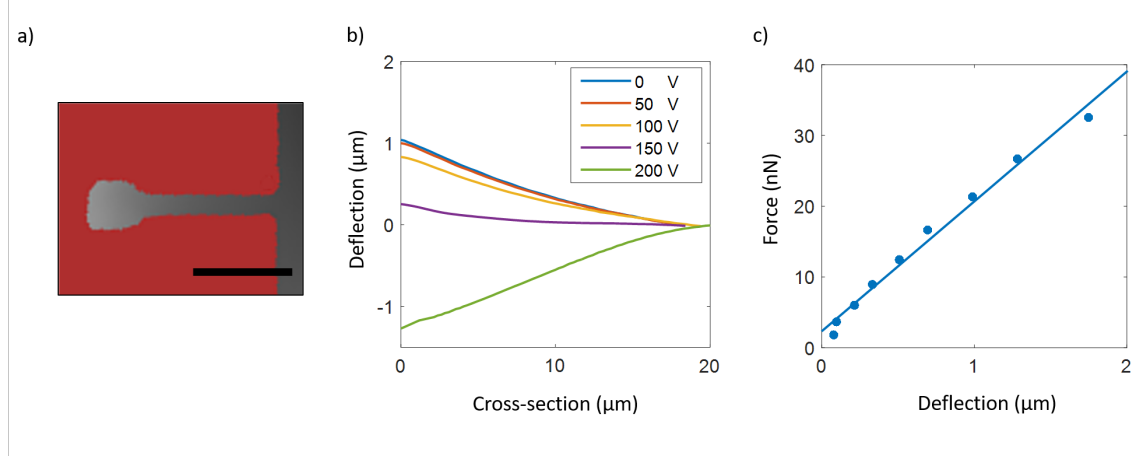 a)
b)
c)
2
1
0
-1
0
10
20
Deflection (µm)
Cross-section (µm)
0 V
50 V
100 V
150 V
200 V
40
30
20
10
0
0
1
2
Force (nN)
Deflection (µm)